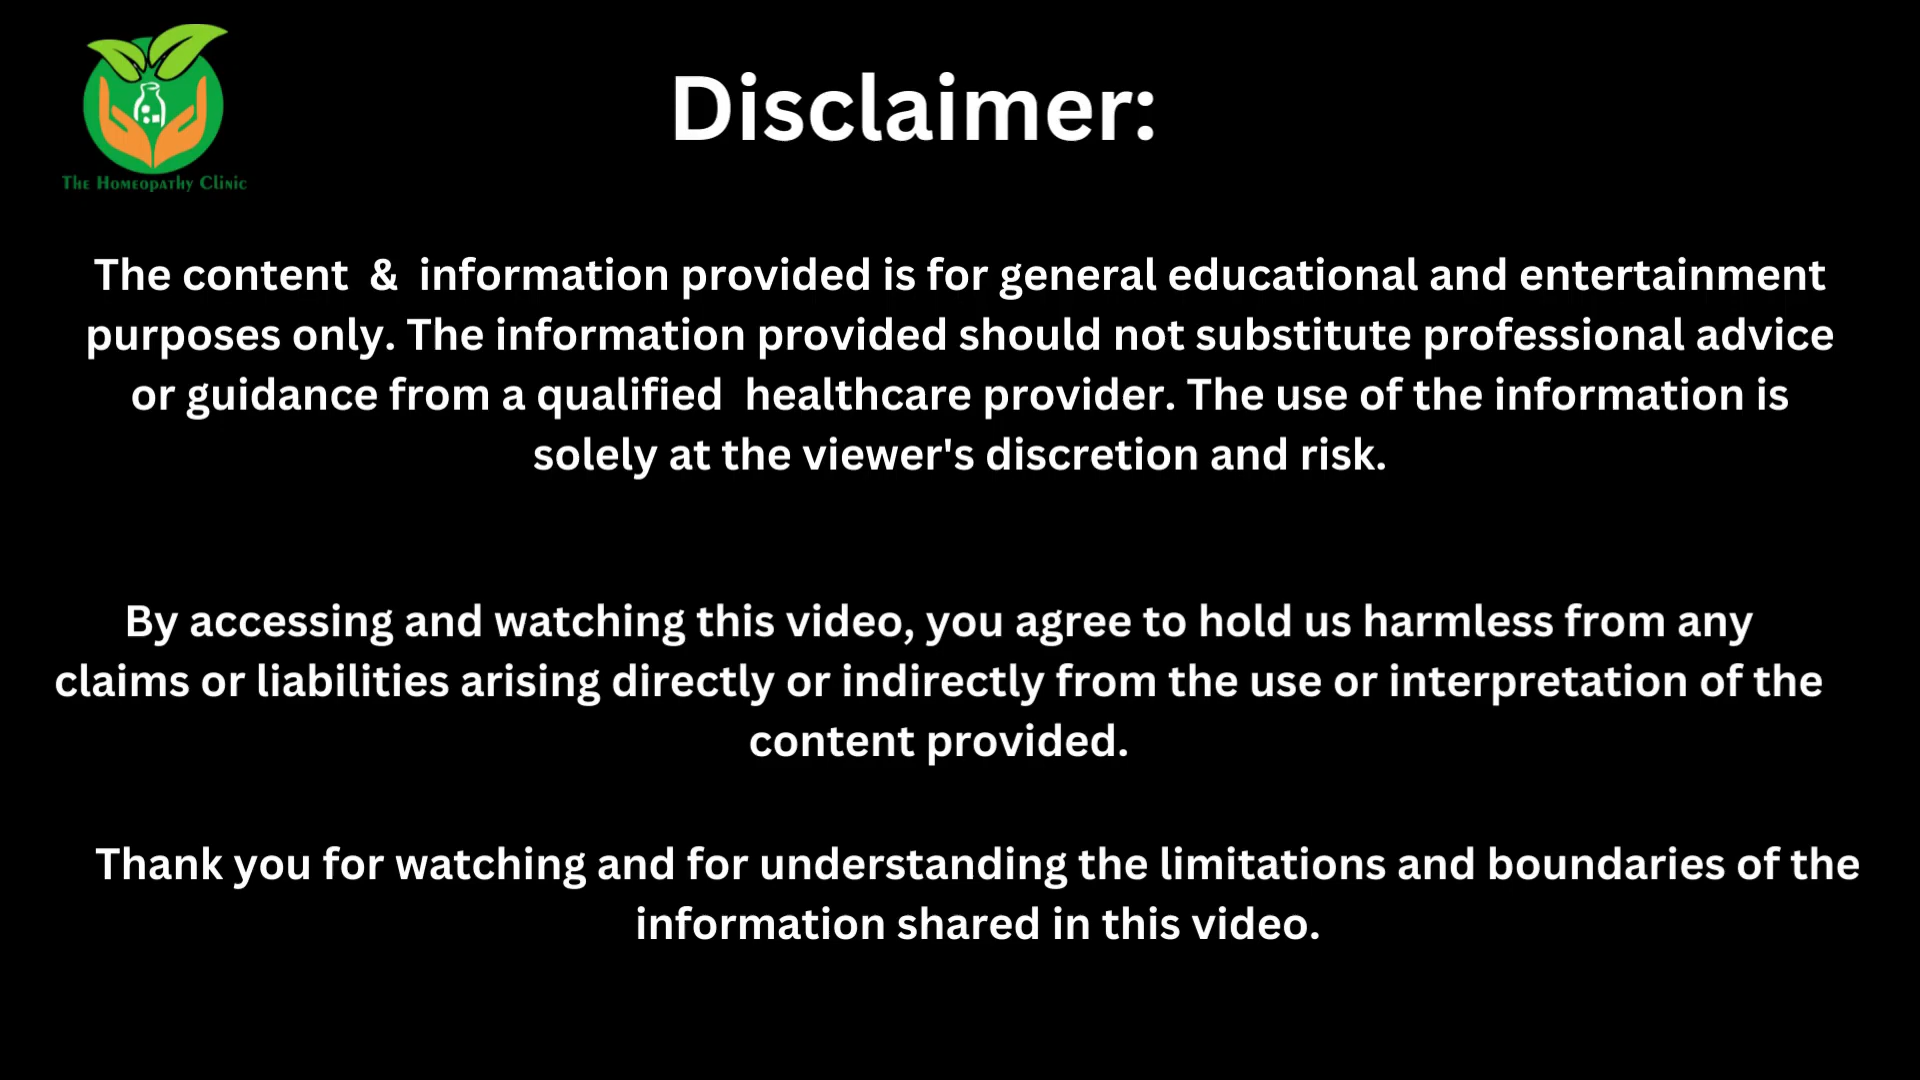 The Homeopathy Clinic
Disclaimer:
The content & information provided is for general educational and entertainment
purposes only. The information provided should not substitute professional advice
or guidance from a qualified healthcare provider. The use of the information is
solely at the viewer's discretion and risk.
By accessing and watching this video, you agree to hold us harmless from any
claims or liabilities arising directly or indirectly from the use or interpretation of the
content provided.
Thank you for watching and for understanding the limitations and boundaries of the
information shared in this video.